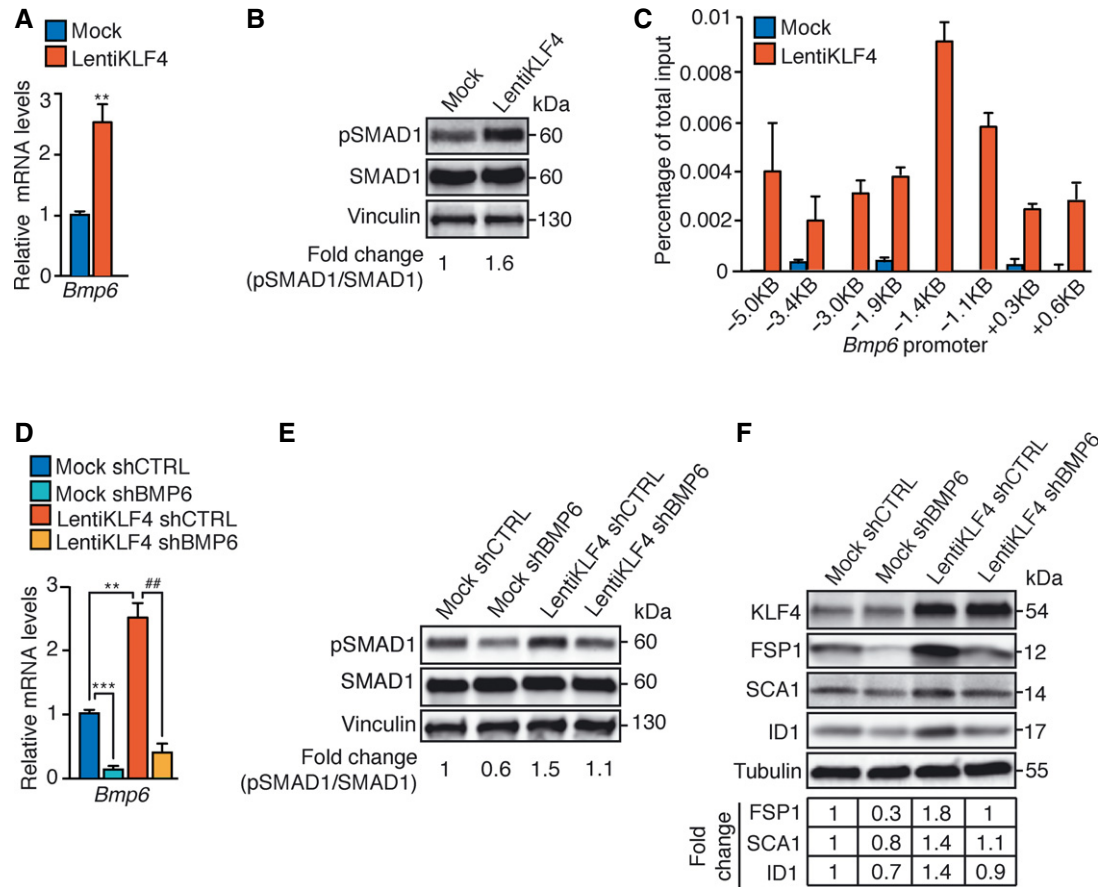 A
Mock
LentiKLF4
Relative mRNA levels
3
2
1
0
**
Bmp6
B
Mock
LentiKLF4
kDa
pSMAD1
60
SMAD1
60
Vinculin
130
Fold change
(pSMAD1/SMAD1)
1
1.6
C
Mock
LentiKLF4
Percentage of total input
0.01
0.008
0.006
0.004
0.002
0
−5.0KB
−3.4KB
−3.0KB
−1.9KB
−1.4KB
−1.1KB
+0.3KB
+0.6KB
Bmp6 promoter
D
Mock shCTRL
Mock shBMP6
LentiKLF4 shCTRL
LentiKLF4 shBMP6
Relative mRNA levels
3
2
1
0
** ##
***
Bmp6
E
Mock shCTRL
Mock shBMP6
LentiKLF4 shCTRL
LentiKLF4 shBMP6
kDa
pSMAD1
60
SMAD1
60
Vinculin
130
Fold change
(pSMAD1/SMAD1)
1 0.6 1.5 1.1
F
Mock shCTRL
Mock shBMP6
LentiKLF4 shCTRL
LentiKLF4 shBMP6
kDa
KLF4
54
FSP1
12
SCA1
14
ID1
17
Tubulin
55
Fold
change
FSP1 1 0.3 1.8 1
SCA1 1 0.8 1.4 1.1
ID1 1 0.7 1.4 0.9